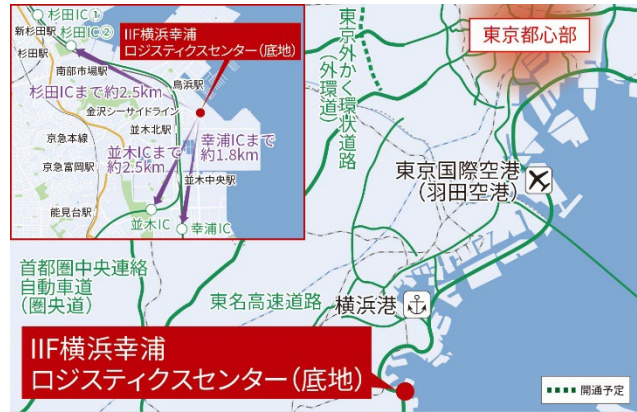 杉田IC①
新杉田駅
杉田IC②
杉田駅
IIF横浜幸浦
ロジスティクスセンター(底地)
南部市場駅
鳥浜駅
杉田ICまで約2.5km
金沢シーサイドライン
並木北駅
京急本線
幸浦ICまで
約1.8km
並木ICまで
約2.5km
京急富岡駅
並木中央駅
能見台駅
並木IC
幸浦IC
東京外かく環状道路
(外環道)
東京都心部
東京国際空港
(羽田空港)
首都圏中央連絡
自動車道
(圏央道)
東名高速道路
横浜港
IIF横浜幸浦
ロジスティクスセンター(底地)
開通予定